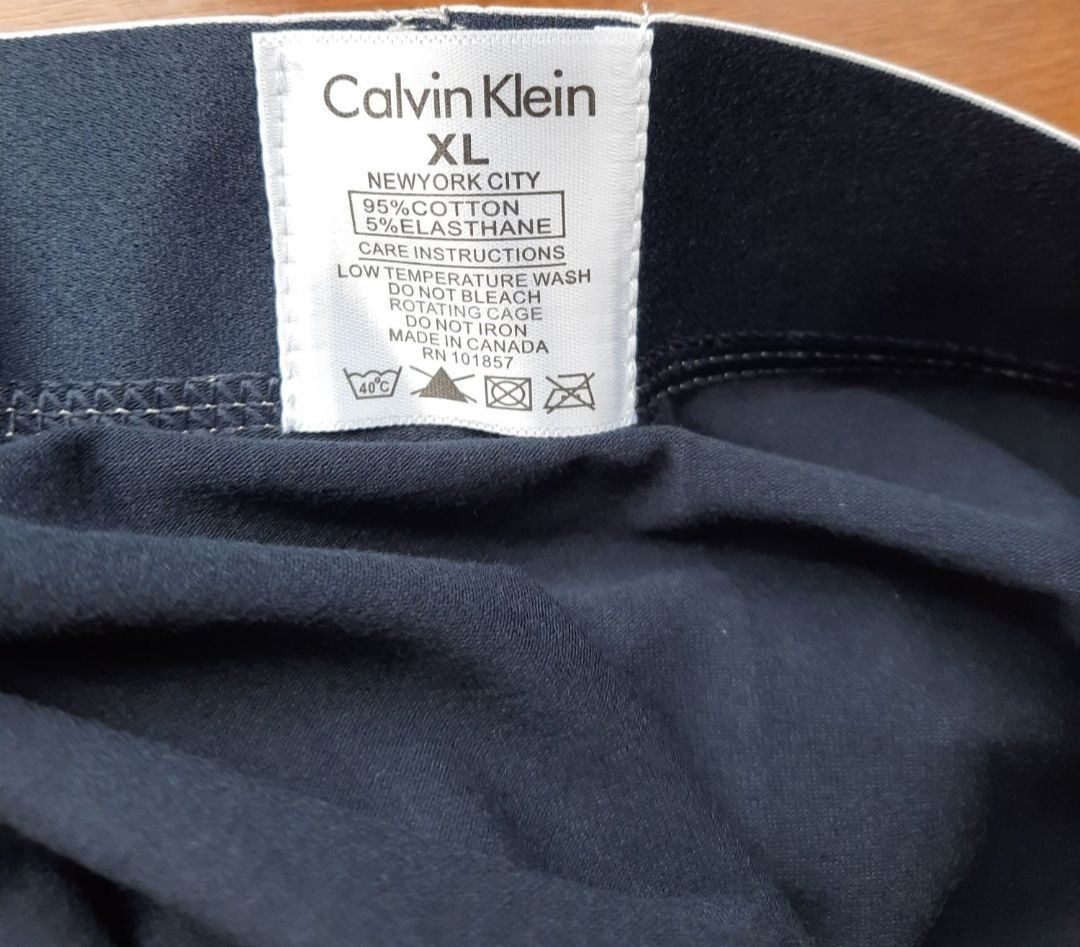 Calvin Klein
XL
NEWYORK CITY
95%COTTON
5%ELASTHANE
CARE INSTRUCTIONS
LOW TEMPERATURE WASH
DO NOT BLEACH
ROTATING CAGE
DO NOT IRON
MADE IN CANADA
RN 101857
40°C